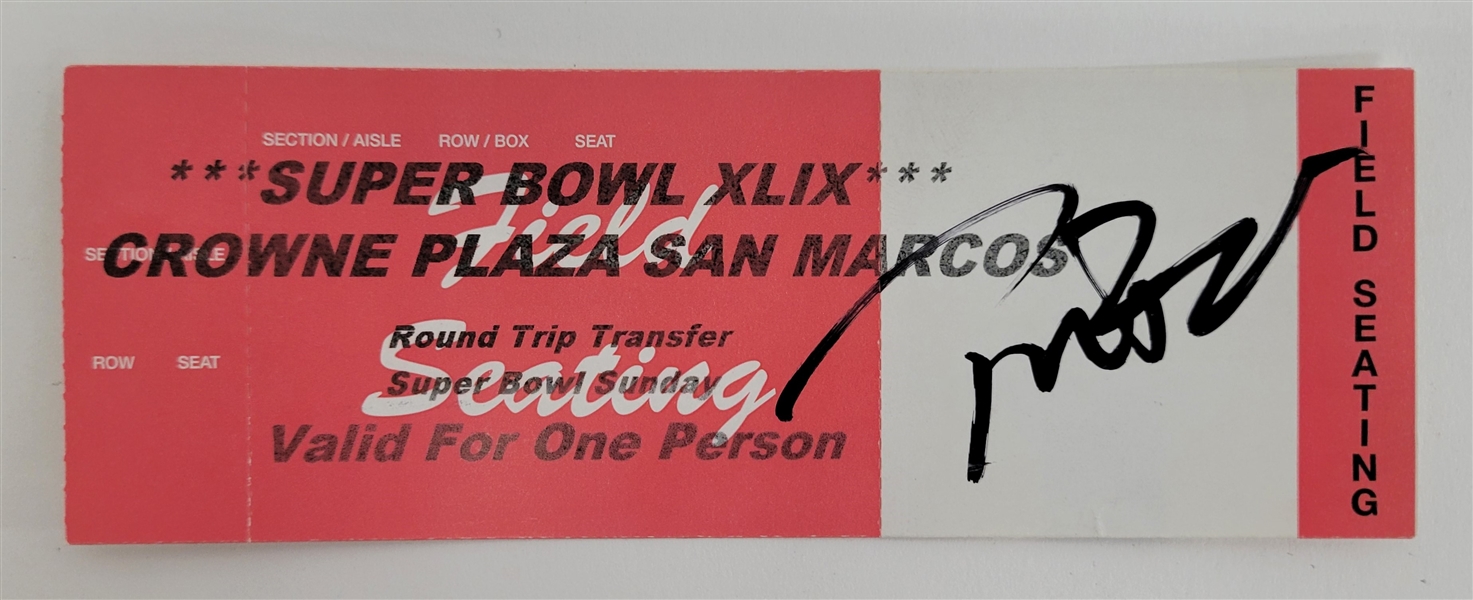 SECTION / AISLE ROW / BOX SEAT
***SUPER BOWL XLIX***
Field
SECTION / AISLE
CROWNE PLAZA SAN MARCOS
Round Trip Transfer
Seating
ROW SEAT
Super Bowl Sunday
Valid For One Person
FIELD SEATING